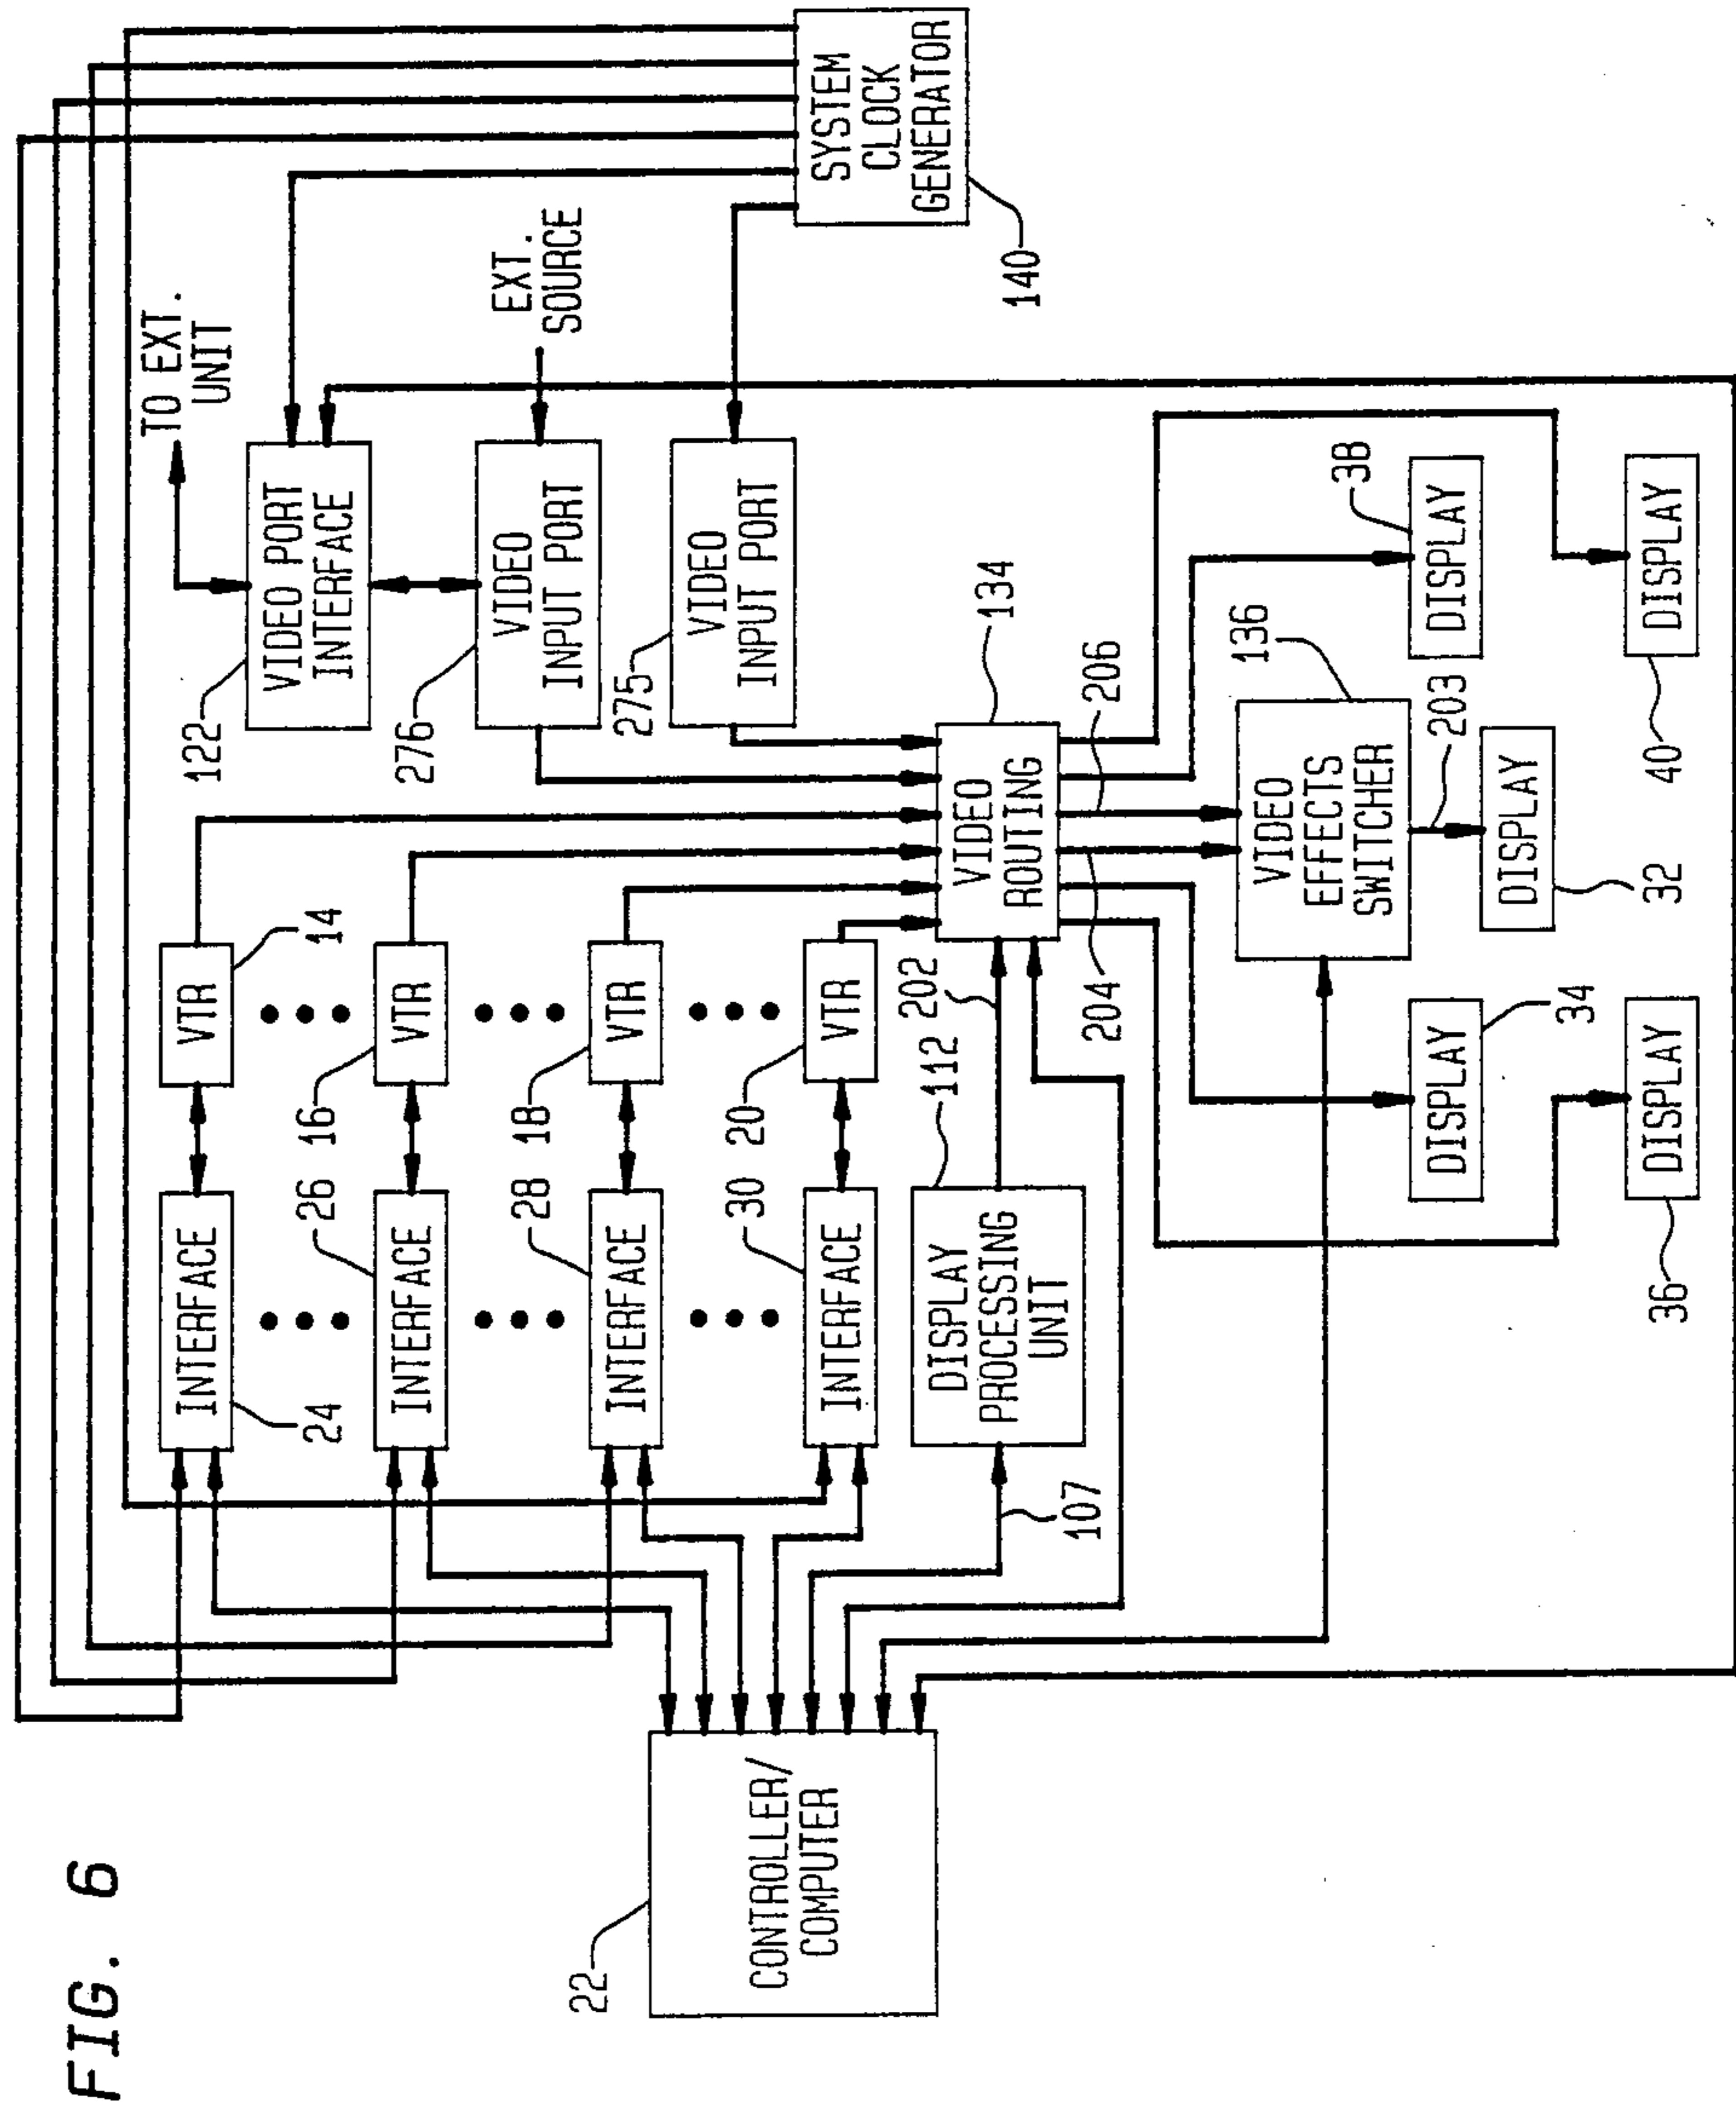 FIG. 6
TO EXT.
UNIT
INTERFACE
24
VTR
14
122
VIDEO PORT
INTERFACE
26
INTERFACE
16
VTR
276
VIDEO
INPUT PORT
EXT.
SOURCE
28
INTERFACE
18
VTR
275
VIDEO
INPUT PORT
30
INTERFACE
20
VTR
SYSTEM
CLOCK
GENERATOR
140
22
CONTROLLER/
COMPUTER
DISPLAY
PROCESSING
UNIT
112
107
202
VIDEO
ROUTING
134
204
206
VIDEO
EFFECTS
SWITCHER
136
203
DISPLAY
34
DISPLAY
32
DISPLAY
38
DISPLAY
36
DISPLAY
40